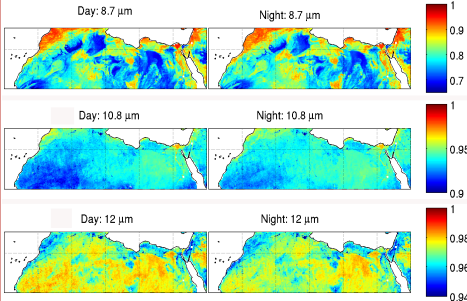 Day: 8.7 µm
Night: 8.7 µm
1
0.9
0.8
0.7
Day: 10.8 µm
Night: 10.8 µm
1
0.95
0.9
Day: 12 µm
Night: 12 µm
1
0.98
0.96
0.94